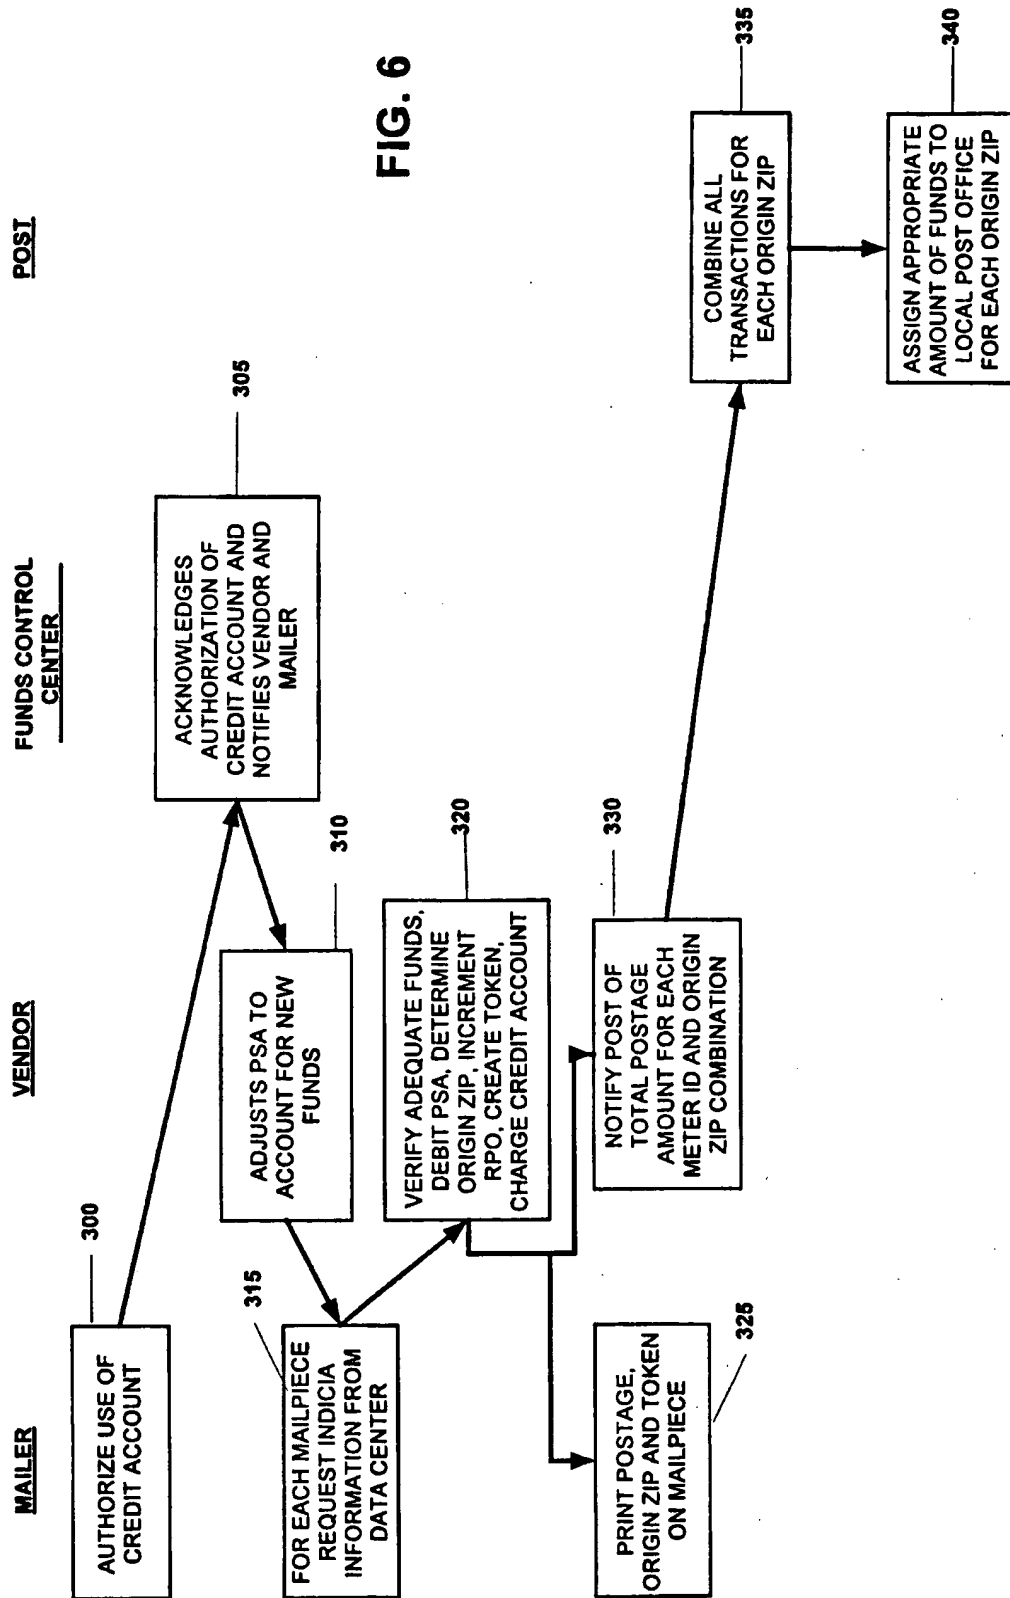 MAILER
VENDOR
FUNDS CONTROL
CENTER
POST
300
AUTHORIZE USE OF
CREDIT ACCOUNT
305
ACKNOWLEDGES
AUTHORIZATION OF
CREDIT ACCOUNT AND
NOTIFIES VENDOR AND
MAILER
310
ADJUSTS PSA TO
ACCOUNT FOR NEW
FUNDS
315
FOR EACH MAILPIECE
REQUEST INDICIA
INFORMATION FROM
DATA CENTER
320
VERIFY ADEQUATE FUNDS,
DEBIT PSA, DETERMINE
ORIGIN ZIP, INCREMENT
RPO, CREATE TOKEN,
CHARGE CREDIT ACCOUNT
FIG. 6
325
PRINT POSTAGE,
ORIGIN ZIP AND TOKEN
ON MAILPIECE
330
NOTIFY POST OF
TOTAL POSTAGE
AMOUNT FOR EACH
METER ID AND ORIGIN
ZIP COMBINATION
335
COMBINE ALL
TRANSACTIONS FOR
EACH ORIGIN ZIP
340
ASSIGN APPROPRIATE
AMOUNT OF FUNDS TO
LOCAL POST OFFICE
FOR EACH ORIGIN ZIP